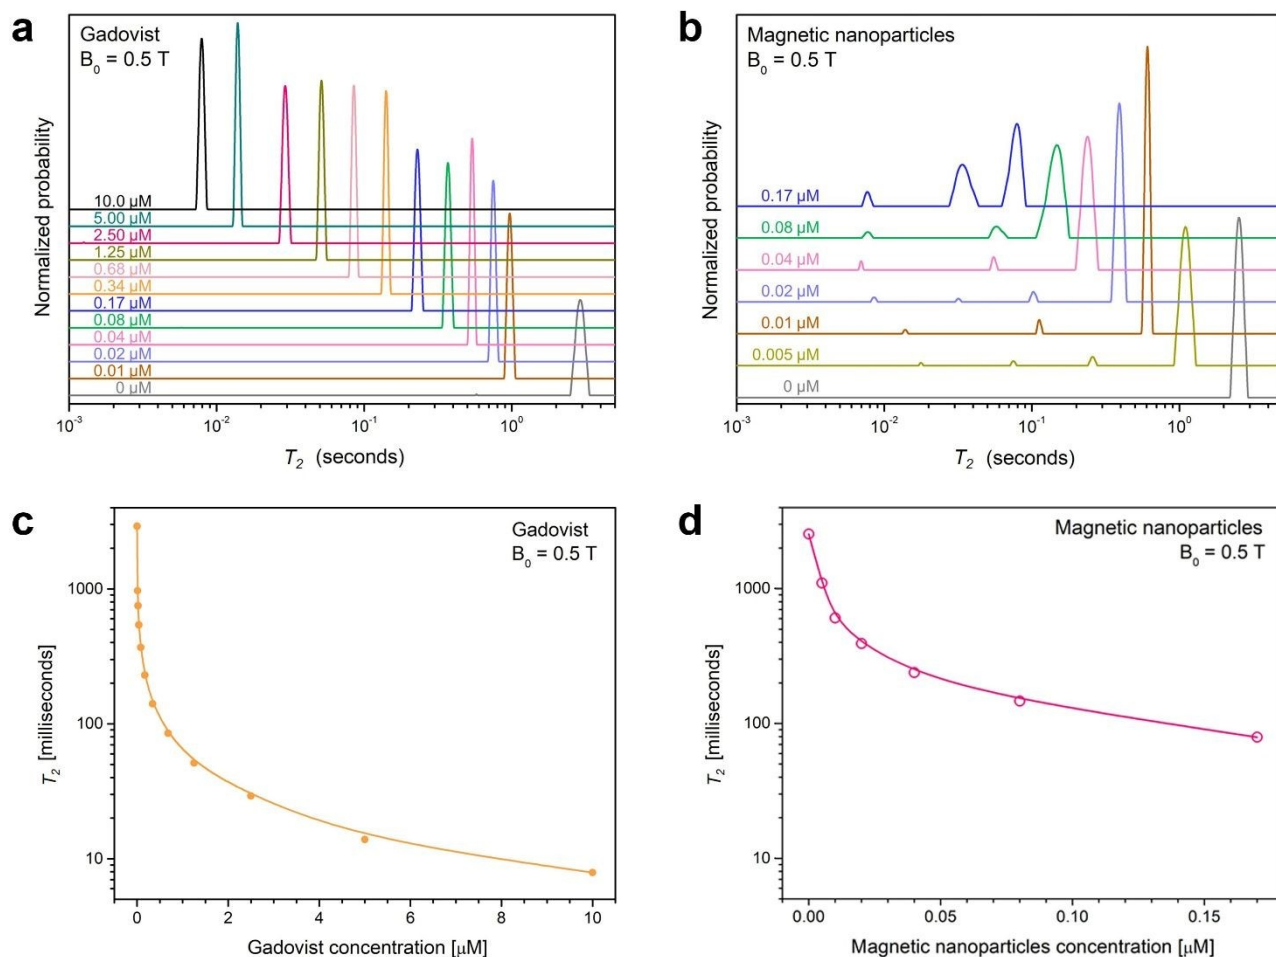 a
Gadovist
B₀ = 0.5 T
Normalized probability
10.0 µM
5.00 µM
2.50 µM
1.25 µM
0.68 µM
0.34 µM
0.17 µM
0.08 µM
0.04 µM
0.02 µM
0.01 µM
0 µM
10⁻³ 10⁻² 10⁻¹ 10⁰
T₂ (seconds)
b
Magnetic nanoparticles
B₀ = 0.5 T
Normalized probability
0.17 µM
0.08 µM
0.04 µM
0.02 µM
0.01 µM
0.005 µM
0 µM
10⁻³ 10⁻² 10⁻¹ 10⁰
T₂ (seconds)
c
Gadovist
B₀ = 0.5 T
T₂ [milliseconds]
1000
100
10
0 2 4 6 8 10
Gadovist concentration [µM]
d
Magnetic nanoparticles
B₀ = 0.5 T
T₂ [milliseconds]
1000
100
10
0.00 0.05 0.10 0.15
Magnetic nanoparticles concentration [µM]